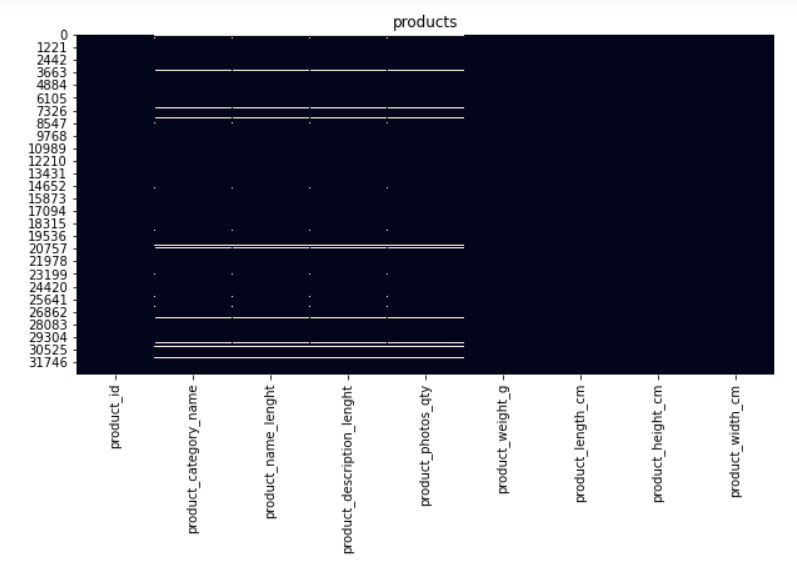 products
0
1221
2442
3663
4884
6105
7326
8547
9768
10989
12210
13431
14652
15873
17094
18315
19536
20757
21978
23199
24420
25641
26862
28083
29304
30525
31746
product_id
product_category_name
product_name_lenght
product_description_lenght
product_photos_qty
product_weight_g
product_length_cm
product_height_cm
product_width_cm